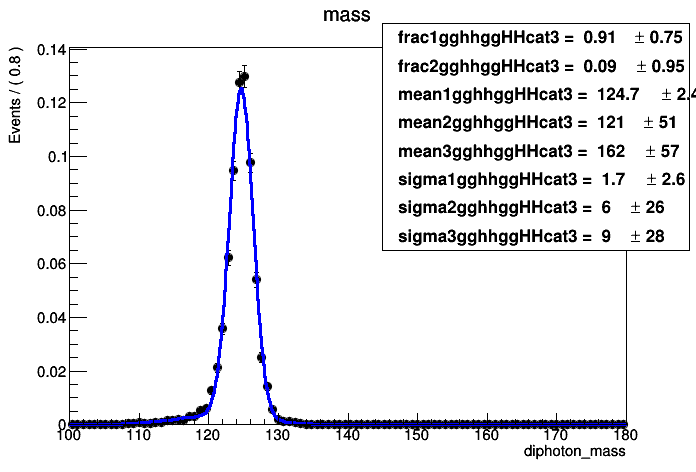 mass
frac1gghhggHHcat3 = 0.91 ± 0.75
frac2gghhggHHcat3 = 0.09 ± 0.95
mean1gghhggHHcat3 = 124.7 ± 2.4
mean2gghhggHHcat3 = 121 ± 51
mean3gghhggHHcat3 = 162 ± 57
sigma1gghhggHHcat3 = 1.7 ± 2.6
sigma2gghhggHHcat3 = 6 ± 26
sigma3gghhggHHcat3 = 9 ± 28
Events / ( 0.8 )
0.14
0.12
0.1
0.08
0.06
0.04
0.02
0
100 110 120 130 140 150 160 170 180
diphoton_mass